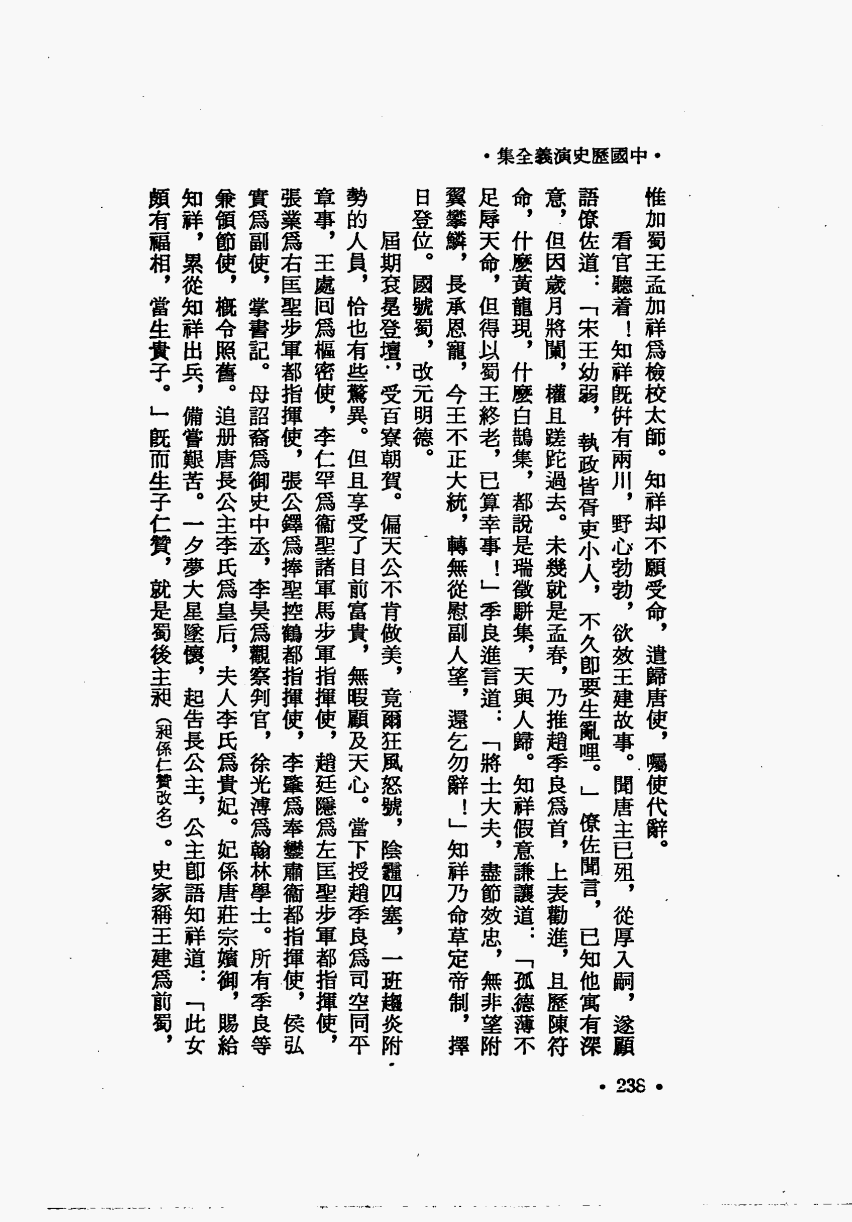 ·中國歷史演義全集·
惟加蜀王孟加祥爲檢校太師。知祥却不願受命，遣歸唐使，囑使代辭。
看官聽着！知祥旣併有兩川，野心勃勃，欲效王建故事。聞唐主已殂，從厚入嗣，遂顧
語僚佐道：「宋王幼弱，執政皆胥吏小人，不久卽要生亂哩。」僚佐聞言，已知他寓有深
意，但因歲月將闌，權且蹉跎過去。未幾就是孟春，乃推趙季良爲首，上表勸進，且歷陳符
命，什麼黃龍現，什麼白鵲集，都說是瑞徵駢集，天與人歸。知祥假意謙讓道：「孤德薄不
足辱天命，但得以蜀王終老，已算幸事！」季良進言道：「將士大夫，盡節效忠，無非望附
翼攀鱗，長承恩寵，今王不正大統，轉無從慰副人望，還乞勿辭！」知祥乃命草定帝制，擇
日登位。國號蜀，改元明德。
屆期袞冕登壇，受百寮朝賀。偏天公不肯做美，竟爾狂風怒號，陰霾四塞，一班趨炎附
勢的人員，恰也有些驚異。但且享受了目前富貴，無暇顧及天心。當下授趙季良爲司空同平
章事，王處回爲樞密使，李仁罕爲衞聖諸軍馬步軍指揮使，趙廷隱爲左匡聖步軍都指揮使，
張業爲右匡聖步軍都指揮使，張公鐸爲捧聖控鶴都指揮使，李肇爲奉鑾肅衞都指揮使，侯弘
實爲副使，掌書記。母詔裔爲御史中丞，李昊爲觀察判官，徐光溥爲翰林學士。所有季良等
兼領節使，概令照舊。追册唐長公主李氏爲皇后，夫人李氏爲貴妃。妃係唐莊宗嬪御，賜給
知祥，累從知祥出兵，備嘗艱苦。一夕夢大星墜懷，起告長公主，公主卽語知祥道：「此女
頗有福相，當生貴子。」旣而生子仁贊，就是蜀後主昶（昶係仁贊改名）。史家稱王建爲前蜀，
·238·